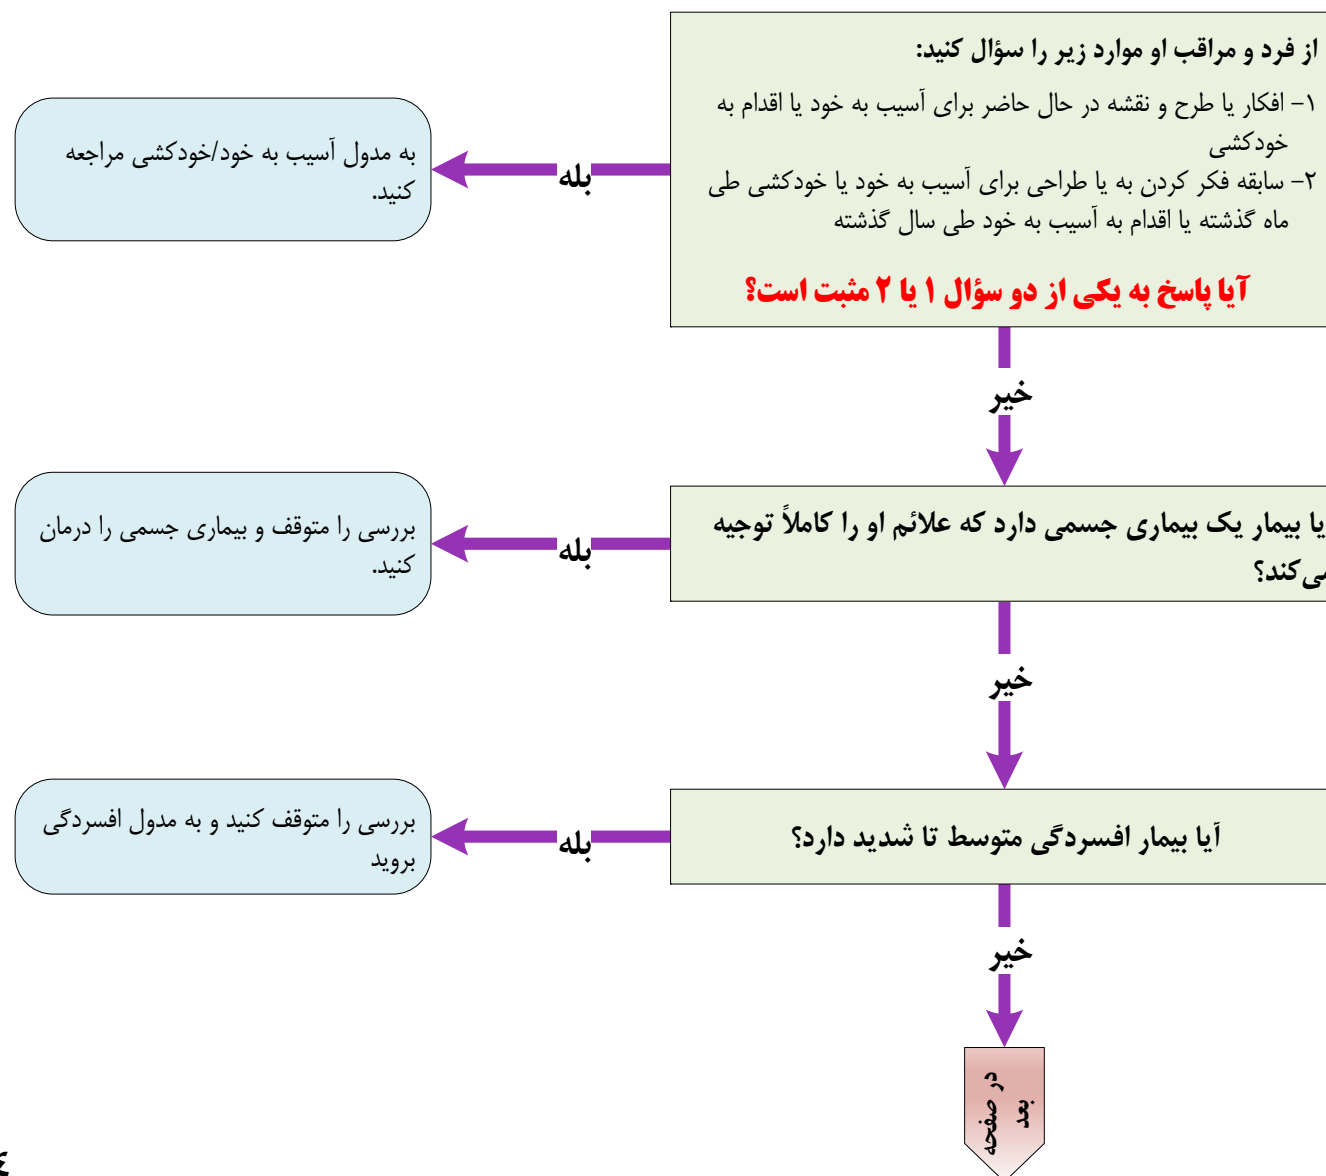 از فرد و مراقب او موارد زیر را سؤال کنید:
۱- افکار یا طرح و نقشه در حال حاضر برای آسیب به خود یا اقدام به
خودکشی
۲- سابقه فکر کردن به یا طراحی برای آسیب به خود یا خودکشی طی
ماه گذشته یا اقدام به آسیب به خود طی سال گذشته
آیا پاسخ به یکی از دو سؤال ۱ یا ۲ مثبت است؟
بله
به مدول آسیب به خود/خودکشی مراجعه
کنید.
خیر
یا بیمار یک بیماری جسمی دارد که علائم او را کاملاً توجیه
می‌کند؟
بله
بررسی را متوقف و بیماری جسمی را درمان
کنید.
خیر
آیا بیمار افسردگی متوسط تا شدید دارد؟
بله
بررسی را متوقف کنید و به مدول افسردگی
بروید
خیر
در صفحه
بعد